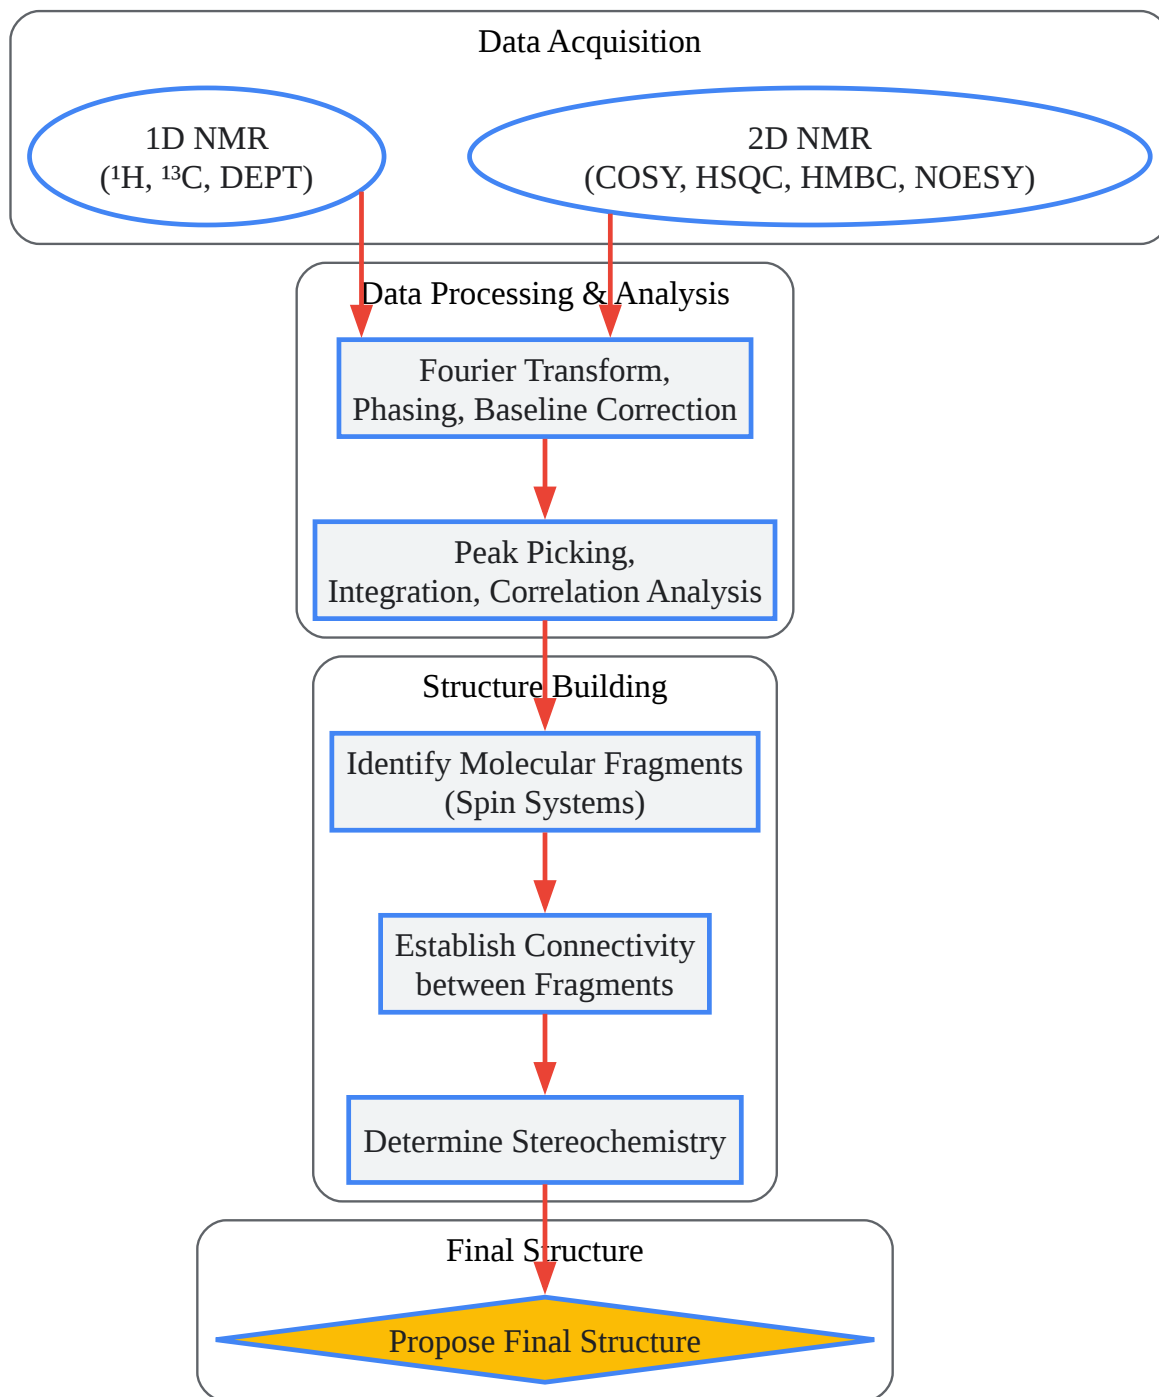 Data Acquisition
1D NMR
(¹H, ¹³C, DEPT)
2D NMR
(COSY, HSQC, HMBC, NOESY)
Data Processing & Analysis
Fourier Transform,
Phasing, Baseline Correction
Peak Picking,
Integration, Correlation Analysis
Structure Building
Identify Molecular Fragments
(Spin Systems)
Establish Connectivity
between Fragments
Determine Stereochemistry
Final Structure
Propose Final Structure